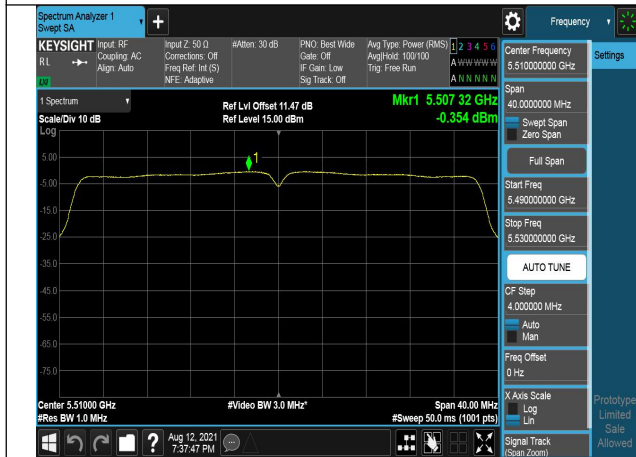 Spectrum Analyzer 1
Swept SA
+
Frequency
KEYSIGHT
RL
LXI
Input: RF
Coupling: AC
Align: Auto
Input Z: 50 Ω
Corrections: Off
Freq Ref: Int (S)
NFE: Adaptive
#Atten: 30 dB
PNO: Best Wide
Gate: Off
IF Gain: Low
Sig Track: Off
Avg Type: Power (RMS)
Avg|Hold: 100/100
Trig: Free Run
1 2 3 4 5 6
A W W W W W
A N N N N N
1 Spectrum
Scale/Div 10 dB
Ref Lvl Offset 11.47 dB
Ref Level 15.00 dBm
Mkr1 5.507 32 GHz
-0.354 dBm
Log
5.00
-5.00
-15.0
-25.0
-35.0
-45.0
-55.0
-65.0
-75.0
1
Center 5.51000 GHz
#Res BW 1.0 MHz
#Video BW 3.0 MHz*
Span 40.00 MHz
#Sweep 50.0 ms (1001 pts)
?
Aug 12, 2021
7:37:47 PM
Center Frequency
5.510000000 GHz
Span
40.0000000 MHz
Swept Span
Zero Span
Full Span
Start Freq
5.490000000 GHz
Stop Freq
5.530000000 GHz
AUTO TUNE
CF Step
4.000000 MHz
Auto
Man
Freq Offset
0 Hz
X Axis Scale
Log
Lin
Signal Track
(Span Zoom)
Settings
Prototype
Limited
Sale
Allowed